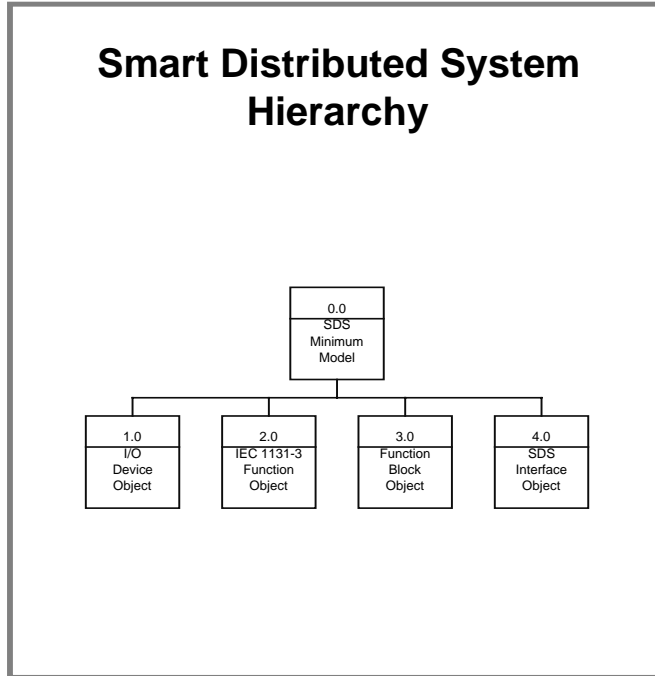 Smart Distributed System
Hierarchy
0.0
SDS
Minimum
Model
1.0
I/O
Device
Object
2.0
IEC 1131-3
Function
Object
3.0
Function
Block
Object
4.0
SDS
Interface
Object